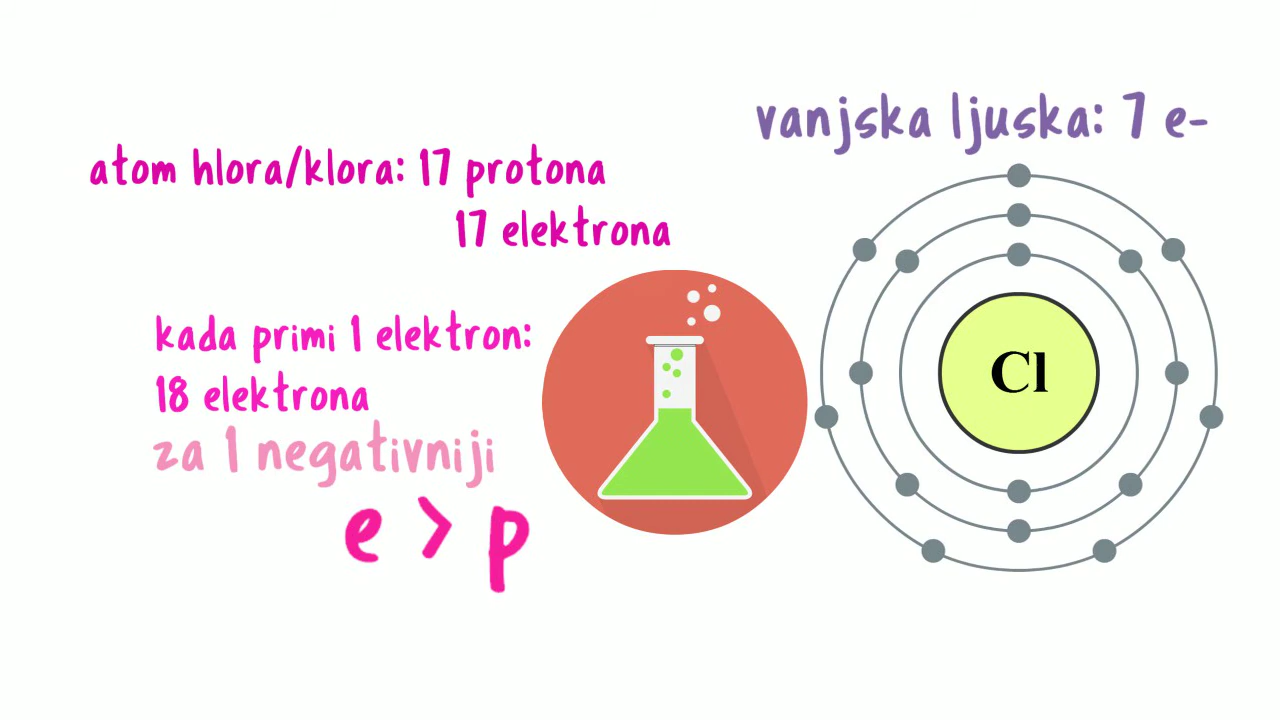 vanjska ljuska: 7 e-
atom hlora/klora: 17 protona
17 elektrona
kada primi 1 elektron:
18 elektrona
za 1 negativniji
e > p
Cl